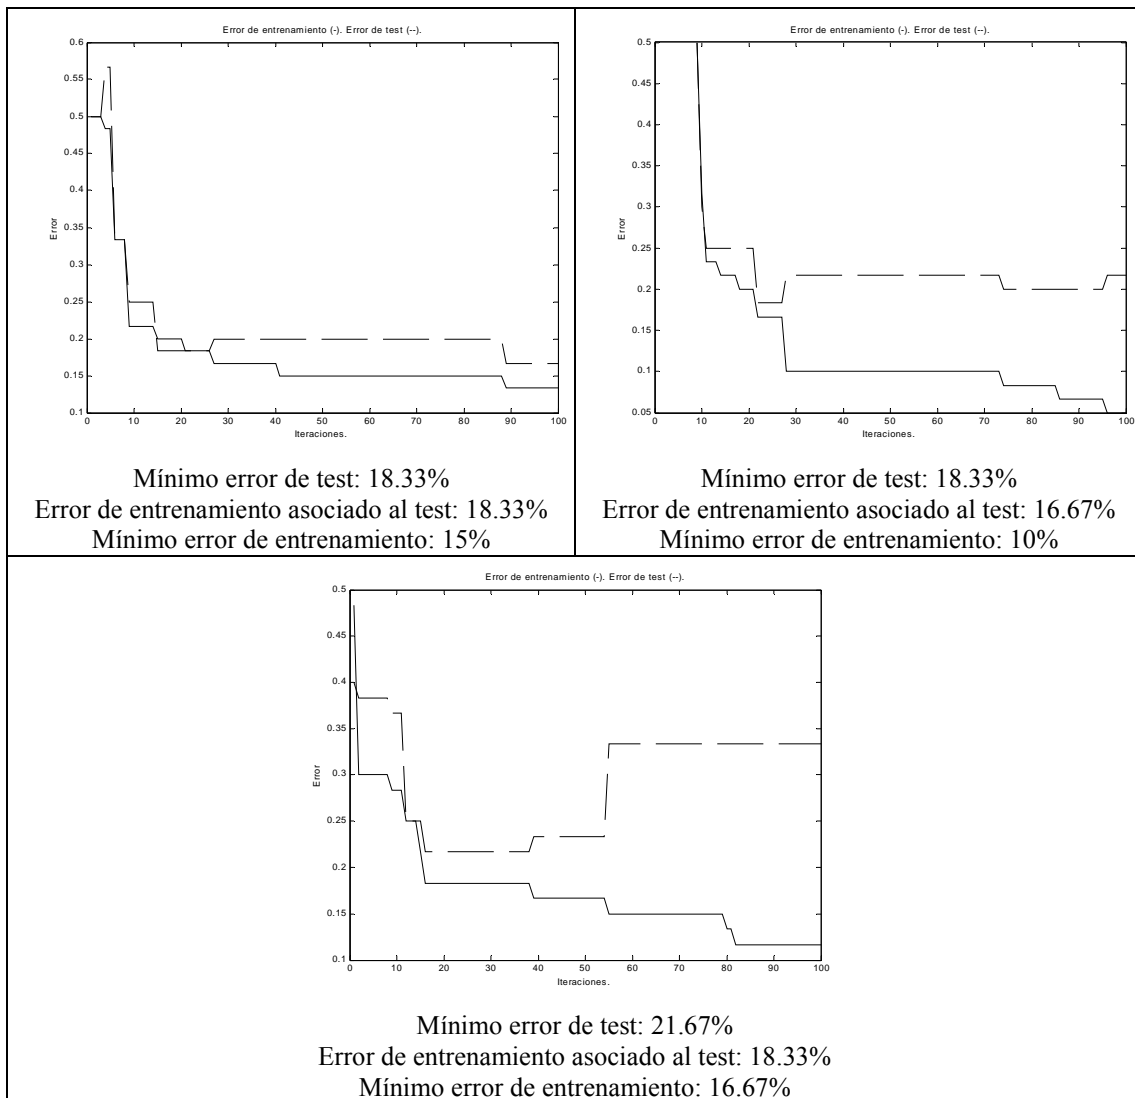 Error de entrenamiento (-). Error de test (--).
0.6
0.55
0.5
0.45
0.4
0.35
0.3
0.25
0.2
0.15
0.1
Error
0 10 20 30 40 50 60 70 80 90 100
Iteraciones.
Mínimo error de test: 18.33%
Error de entrenamiento asociado al test: 18.33%
Mínimo error de entrenamiento: 15%
Error de entrenamiento (-). Error de test (--).
0.5
0.45
0.4
0.35
0.3
0.25
0.2
0.15
0.1
0.05
Error
0 10 20 30 40 50 60 70 80 90 100
Iteraciones.
Mínimo error de test: 18.33%
Error de entrenamiento asociado al test: 16.67%
Mínimo error de entrenamiento: 10%
Error de entrenamiento (-). Error de test (--).
0.5
0.45
0.4
0.35
0.3
0.25
0.2
0.15
0.1
Error
0 10 20 30 40 50 60 70 80 90 100
Iteraciones.
Mínimo error de test: 21.67%
Error de entrenamiento asociado al test: 18.33%
Mínimo error de entrenamiento: 16.67%